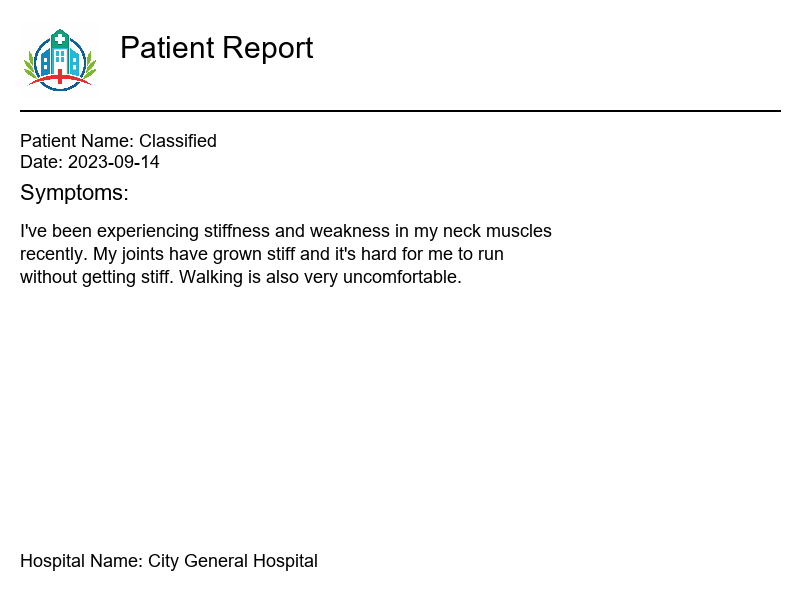 Patient Report
Patient Name: Classified
Date: 2023-09-14
Symptoms:
I've been experiencing stiffness and weakness in my neck muscles
recently. My joints have grown stiff and it's hard for me to run
without getting stiff. Walking is also very uncomfortable.
Hospital Name: City General Hospital